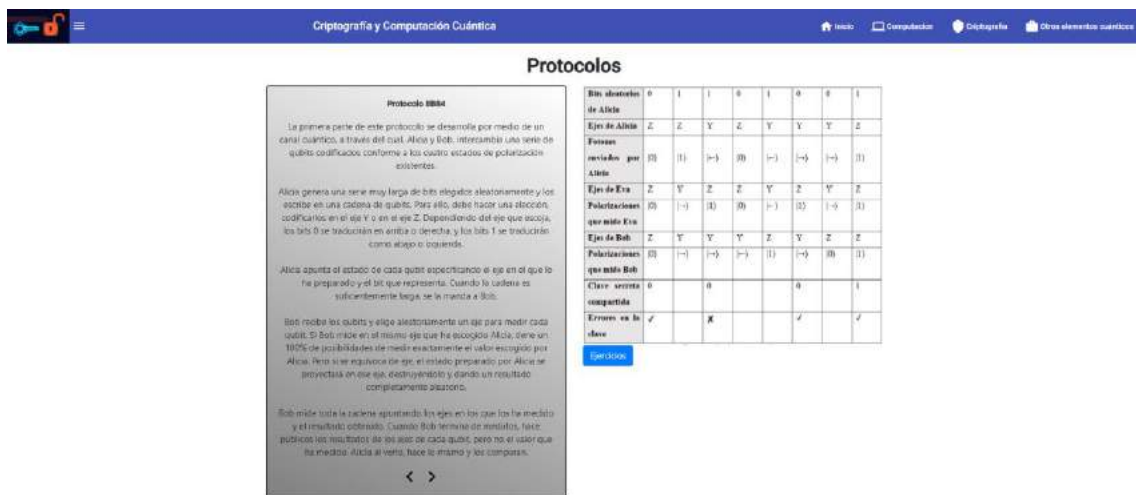 Criptografía y Computación Cuántica
Inicio
Computacion
Criptografia
Otros elementos cuánticos
Protocolos
Protocolo BB84
La primera parte de este protocolo se desarrolla por medio de un
canal cuántico, a través del cual, Alicia y Bob, intercambia una serie de
qubits codificados conforme a los cuatro estados de polarización
existentes.
Alicia genera una serie muy larga de bits elegidos aleatoriamente y los
escribe en una cadena de qubits. Para ello, debe hacer una elección,
codificarlos en el eje Y o en el eje Z. Dependiendo del eje que escoja,
los bits 0 se traducirán en arriba o derecha, y los bits 1 se traducirán
como abajo o izquierda.
Alicia apunta el estado de cada qubit especificando el eje en el que lo
ha preparado y el bit que representa. Cuando la cadena es
suficientemente larga, se la manda a Bob.
Bob recibe los qubits y elige aleatoriamente un eje para medir cada
qubit. Si Bob mide en el mismo eje que ha escogido Alicia, tiene un
100% de posibilidades de medir exactamente el valor escogido por
Alicia. Pero si se equivoca de eje, el estado preparado por Alicia se
proyectará en ese eje, destruyéndolo y dando un resultado
completamente aleatorio.
Bob mide toda la cadena apuntando los ejes en los que los ha medido
y el resultado obtenido. Cuando Bob termina de medirlos, hace
públicos los resultados de los ejes de cada qubit, pero no el valor que
ha medido. Alicia al verlo, hace lo mismo y los comparan.
Bits aleatorios de Alicia 0 1 1 0 1 0 0 1
Ejes de Alicia Z Z Y Z Y Y Y Z
Fotones enviados por Alicia |0⟩ |1⟩ |←⟩ |0⟩ |←⟩ |→⟩ |→⟩ |1⟩
Ejes de Eva Z Y Z Z Y Z Y Z
Polarizaciones que mide Eva |0⟩ |→⟩ |1⟩ |0⟩ |←⟩ |1⟩
Ejes de Bob Z Y Y Y Z Y Z Z
Polarizaciones que mide Bob |0⟩ |→⟩ |→⟩ |←⟩ |1⟩ |→⟩ |0⟩ |1⟩
Clave secreta compartida 0 0 0 1
Errores en la clave ✓ ✗ ✓ ✓
Ejercicios